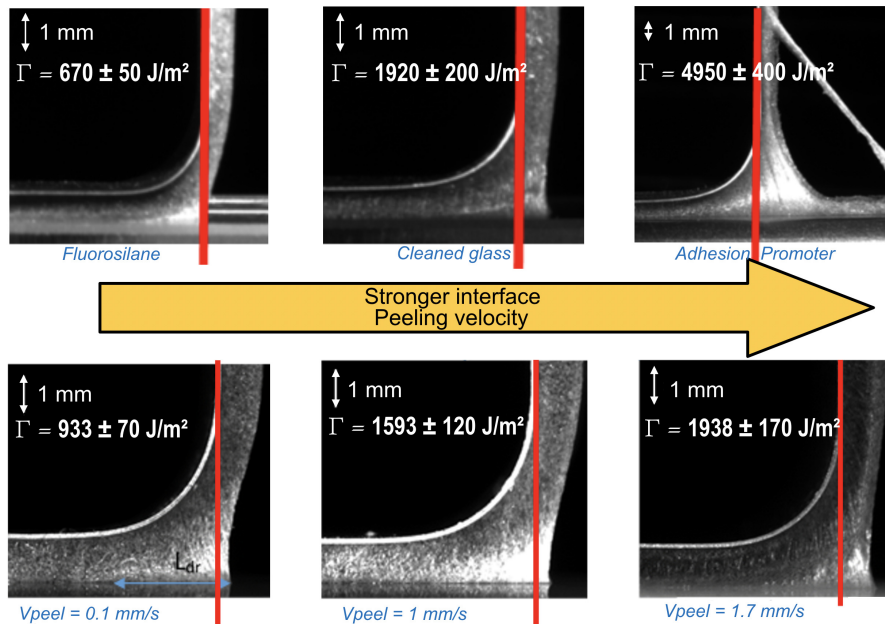 1 mm
Γ = 670 ± 50 J/m²
Fluorosilane
1 mm
Γ = 1920 ± 200 J/m²
Cleaned glass
1 mm
Γ = 4950 ± 400 J/m²
Adhesion Promoter
Stronger interface
Peeling velocity
1 mm
Γ = 933 ± 70 J/m²
Ldr
Vpeel = 0.1 mm/s
1 mm
Γ = 1593 ± 120 J/m²
Vpeel = 1 mm/s
1 mm
Γ = 1938 ± 170 J/m²
Vpeel = 1.7 mm/s